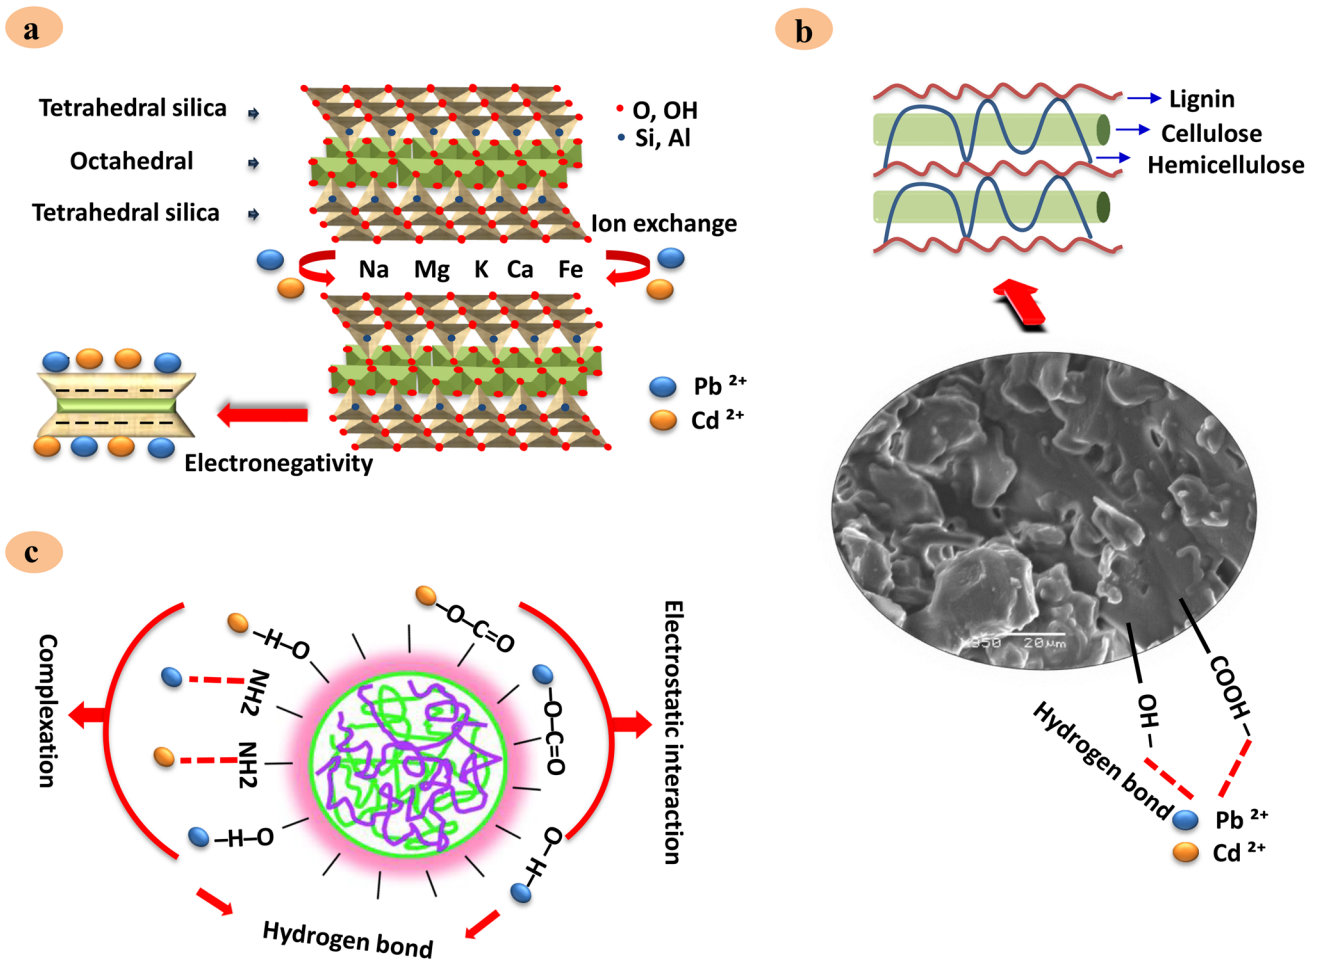 a
Tetrahedral silica
Octahedral
Tetrahedral silica
O, OH
Si, Al
Ion exchange
Na Mg K Ca Fe
Pb ²⁺
Cd ²⁺
Electronegativity
b
Lignin
Cellulose
Hemicellulose
X350 20µm
OH
COOH
Hydrogen bond
Pb ²⁺
Cd ²⁺
c
Complexation
H-O
NH2
NH2
H-O
O-C=O
O-C=O
O-H
Electrostatic interaction
Hydrogen bond